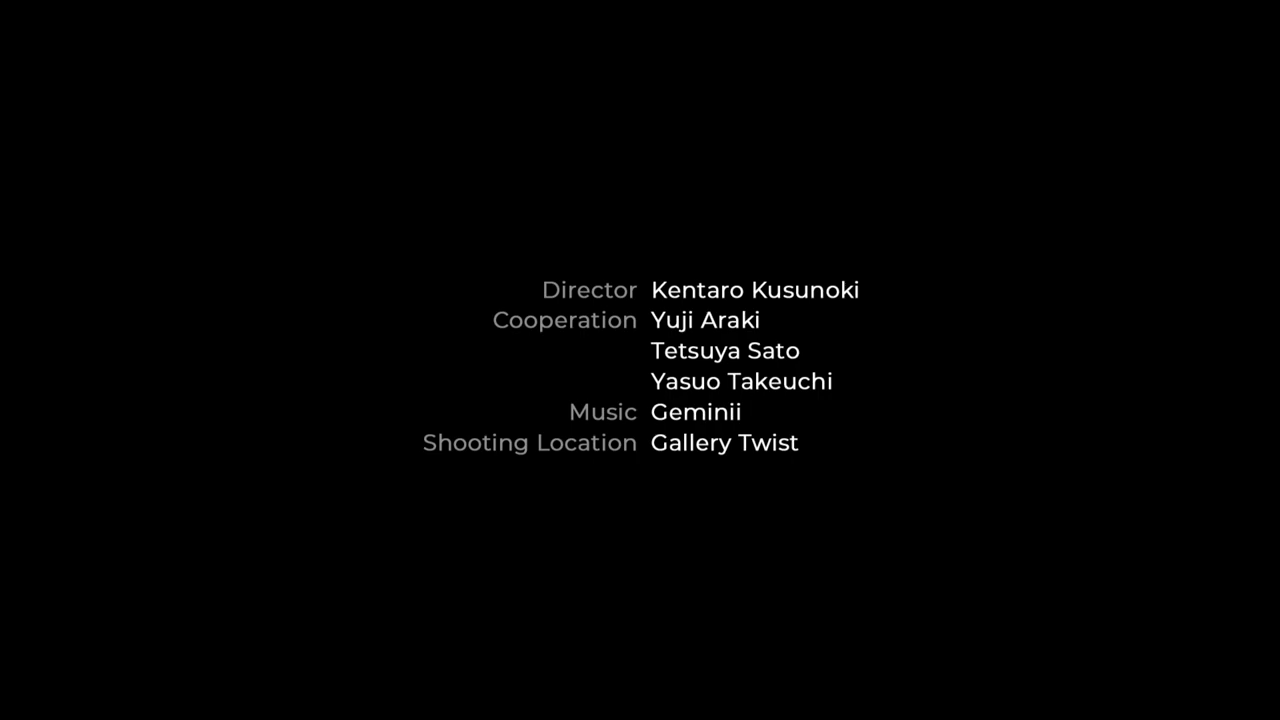 Director Kentaro Kusunoki
Cooperation Yuji Araki
Tetsuya Sato
Yasuo Takeuchi
Music Geminii
Shooting Location Gallery Twist